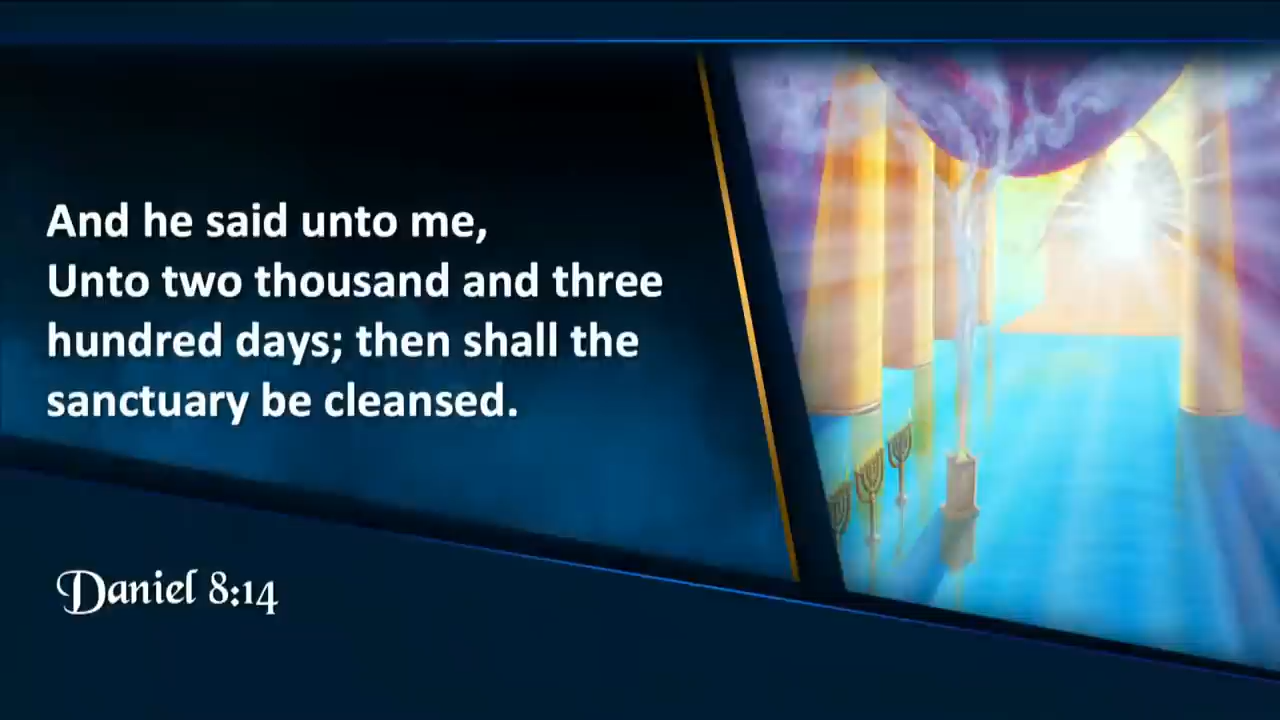 And he said unto me,
Unto two thousand and three
hundred days; then shall the
sanctuary be cleansed.
Daniel 8:14